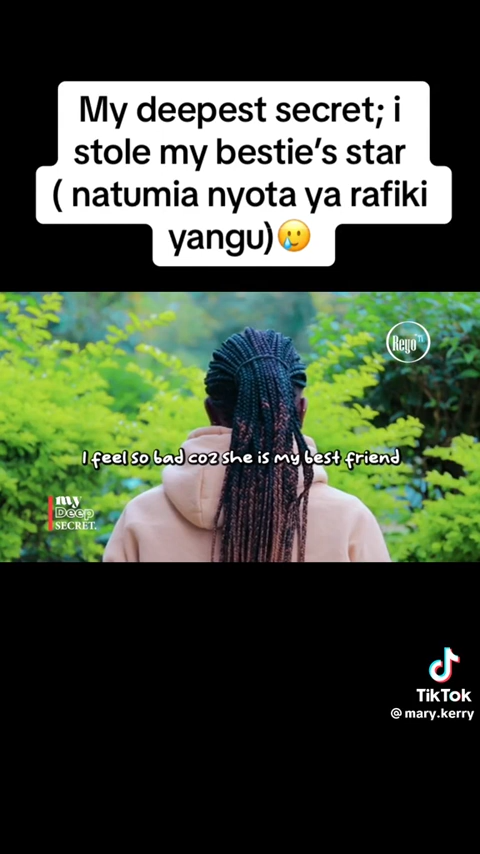 My deepest secret; i
stole my bestie's star
( natumia nyota ya rafiki
yangu)🥲
Reyo tv
I feel so bad coz she is my best friend
my
Deep
SECRET.
TikTok
@mary.kerry